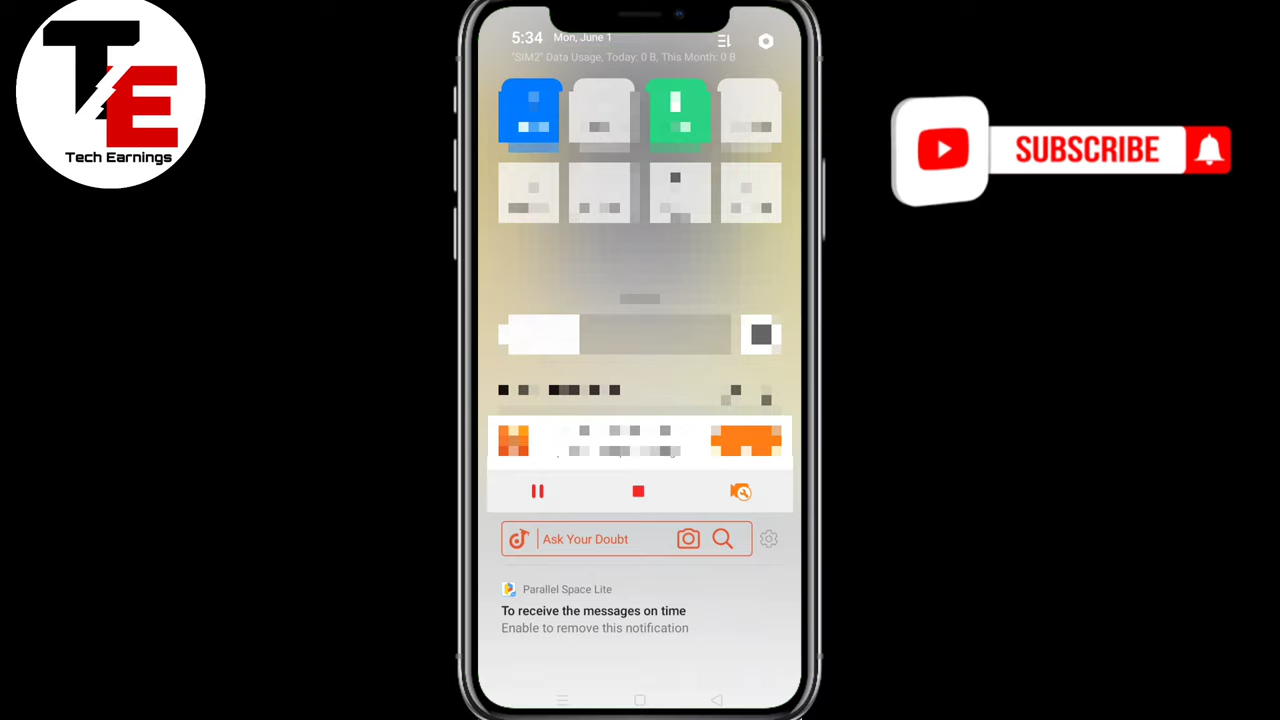 TE
Tech Earnings
5:34 Mon, June 1
"SIM2" Data Usage, Today: 0 B, This Month: 0 B
SUBSCRIBE
Ask Your Doubt
Parallel Space Lite
To receive the messages on time
Enable to remove this notification